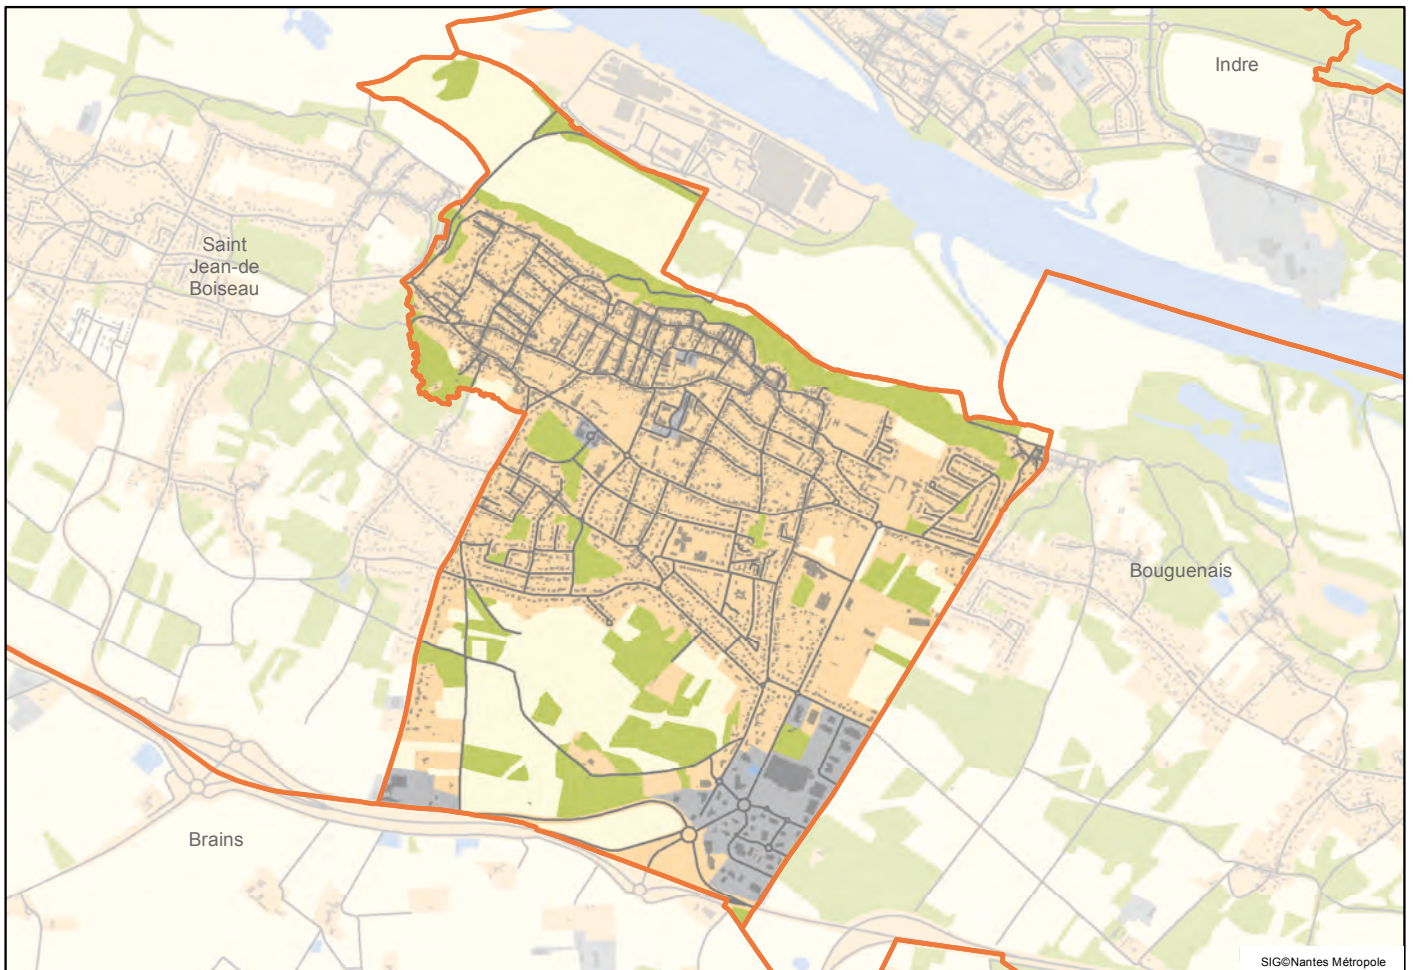 Indre
Saint
Jean-de
Boiseau
Bouguenais
Brains
SIG©Nantes Métropole